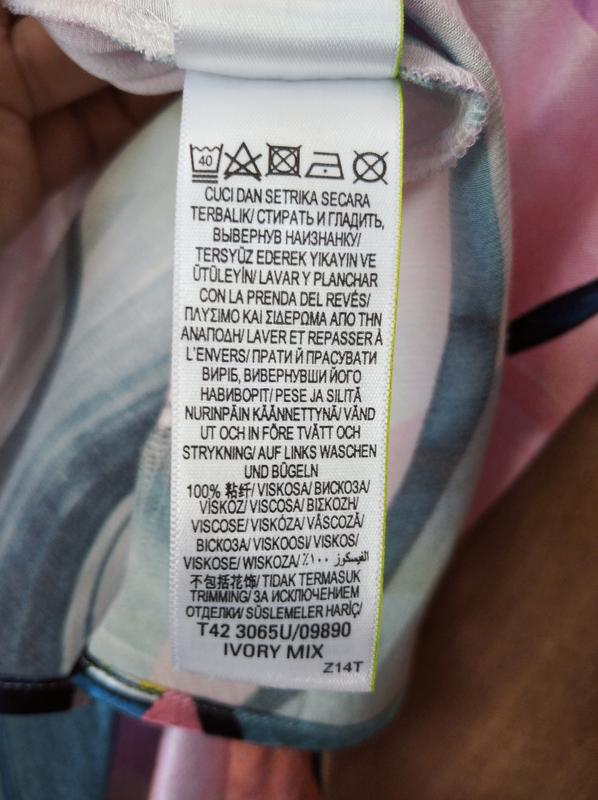 40
CUCI DAN SETRIKA SECARA
TERBALIK/ СТИРАТЬ И ГЛАДИТЬ,
ВЫВЕРНУВ НАИЗНАНКУ/
TERSYÜZ EDEREK YIKAYIN VE
ÜTÜLEYİN/ LAVAR Y PLANCHAR
CON LA PRENDA DEL REVÉS/
ΠΛΥΣΙΜΟ ΚΑΙ ΣΙΔΕΡΩΜΑ ΑΠΟ ΤΗΝ
ΑΝΑΠΟΔΗ/ LAVER ET REPASSER À
L'ENVERS/ ПРАТИ Й ПРАСУВАТИ
ВИРІБ, ВИВЕРНУВШИ ЙОГО
НАВИВОРІТ/ PESE JA SILITÄ
NURINPÄIN KÄÄNNETTYNÄ/ VÄND
UT OCH IN FÖRE TVÄTT OCH
STRYKNING/ AUF LINKS WASCHEN
UND BÜGELN
100% 粘纤/ VISKOSA/ ВИСКОЗА/
VİSKOZ/ VISCOSA/ ΒΙΣΚΟΖΗ/
VISCOSE/ VISKÓZA/ VÂSCOZĂ/
ВІСКОЗА/ VISKOOSI/ VISKOS/
VISKOSE/ WISKOZA/ ٪١٠٠ الفيسكوز
不包括花饰/ TIDAK TERMASUK
TRIMMING/ ЗА ИСКЛЮЧЕНИЕМ
ОТДЕЛКИ/ SÜSLEMELER HARİÇ/
T42 3065U/09890
IVORY MIX
Z14T